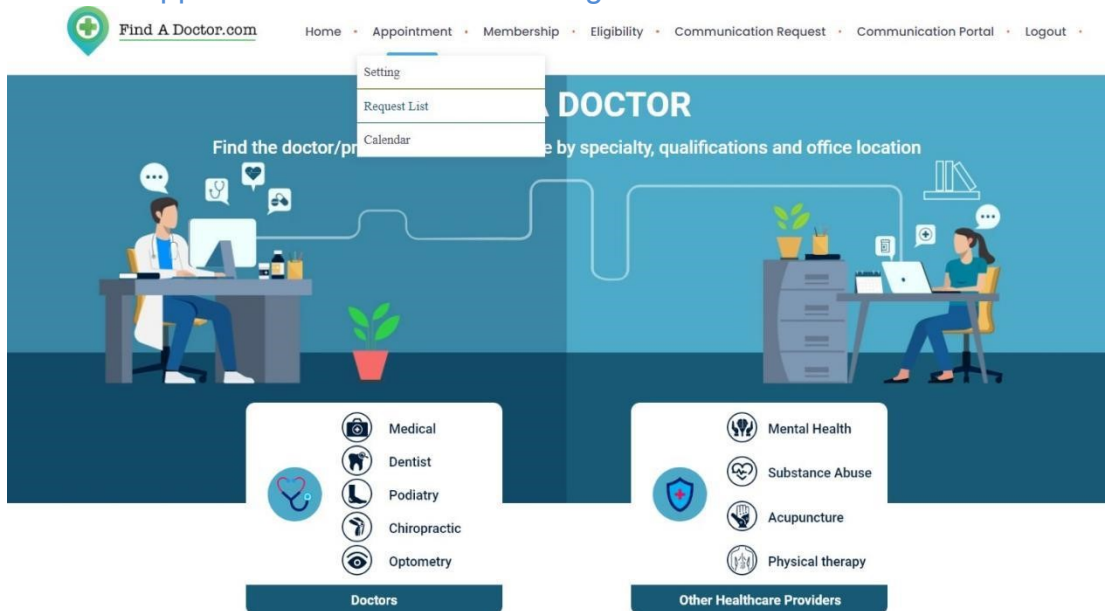 Find A Doctor.com
Home · Appointment · Membership · Eligibility · Communication Request · Communication Portal · Logout ·
Setting
Request List
Calendar
DOCTOR
Find the doctor/pr
e by specialty, qualifications and office location
Medical
Dentist
Podiatry
Chiropractic
Optometry
Doctors
Mental Health
Substance Abuse
Acupuncture
Physical therapy
Other Healthcare Providers